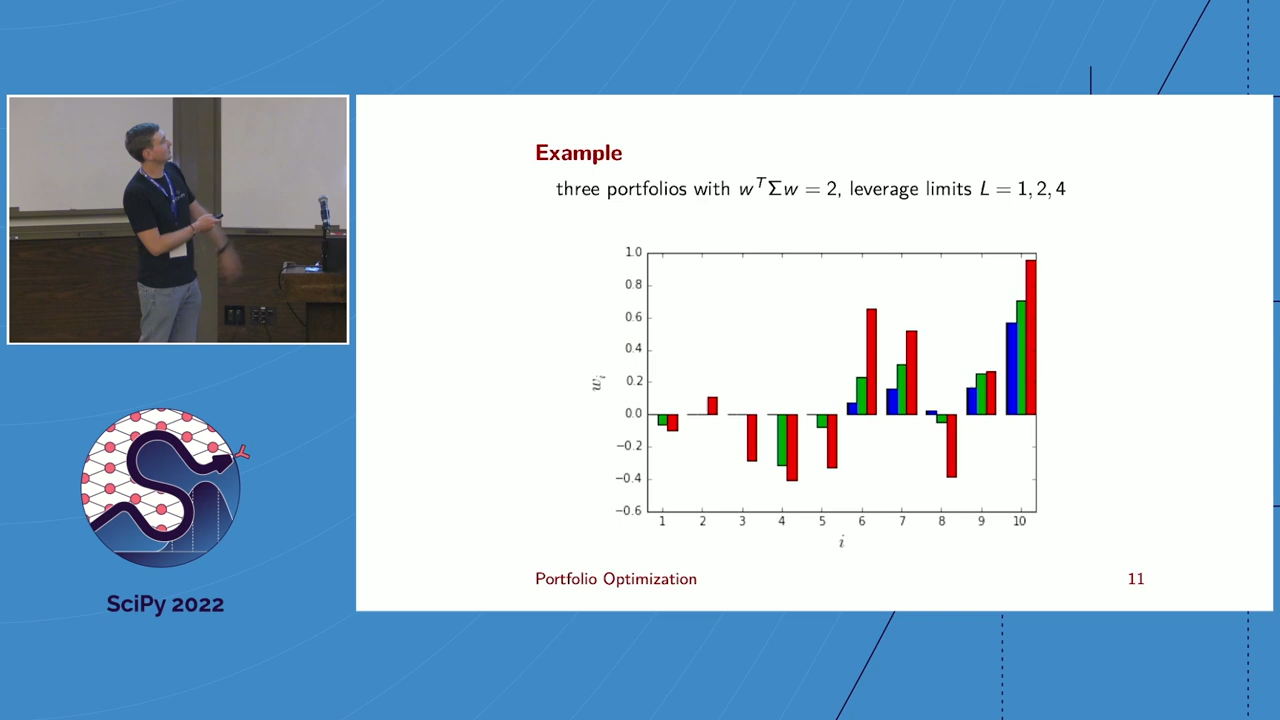 Example
three portfolios with w^T Σw = 2, leverage limits L = 1, 2, 4
1.0
0.8
0.6
0.4
0.2
0.0
−0.2
−0.4
−0.6
w_i
1 2 3 4 5 6 7 8 9 10
i
Portfolio Optimization 11
SciPy 2022